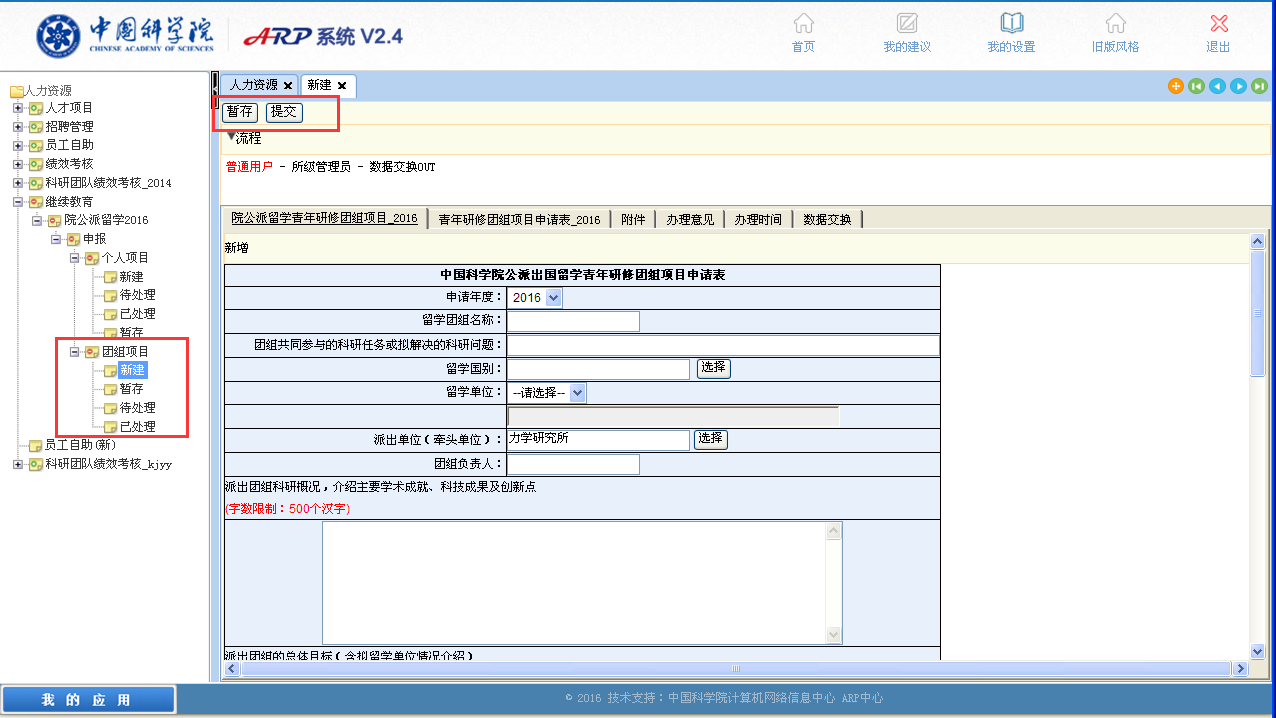 中国科学院
CHINESE ACADEMY OF SCIENCES
ARP 系统 V2.4
首页
我的建议
我的设置
旧版风格
退出
人力资源
人才项目
招聘管理
员工自助
绩效考核
科研团队绩效考核_2014
继续教育
院公派留学2016
申报
个人项目
新建
待处理
已处理
暂存
团组项目
新建
暂存
待处理
已处理
员工自助(新)
科研团队绩效考核_kjyy
人力资源
新建
暂存
提交
流程
普通用户 - 所级管理员 - 数据交换OUT
院公派留学青年研修团组项目_2016
青年研修团组项目申请表_2016
附件
办理意见
办理时间
数据交换
新增
中国科学院公派出国留学青年研修团组项目申请表
申请年度：
2016
留学团组名称：
团组共同参与的科研任务或拟解决的科研问题：
留学国别：
选择
留学单位：
--请选择--
派出单位（牵头单位）：
力学研究所
选择
团组负责人：
派出团组科研概况，介绍主要学术成就、科技成果及创新点
(字数限制：500个汉字)
派出团组的总体目标（含拟留学单位情况介绍）
我 的 应 用
© 2016 技术支持：中国科学院计算机网络信息中心 ARP中心